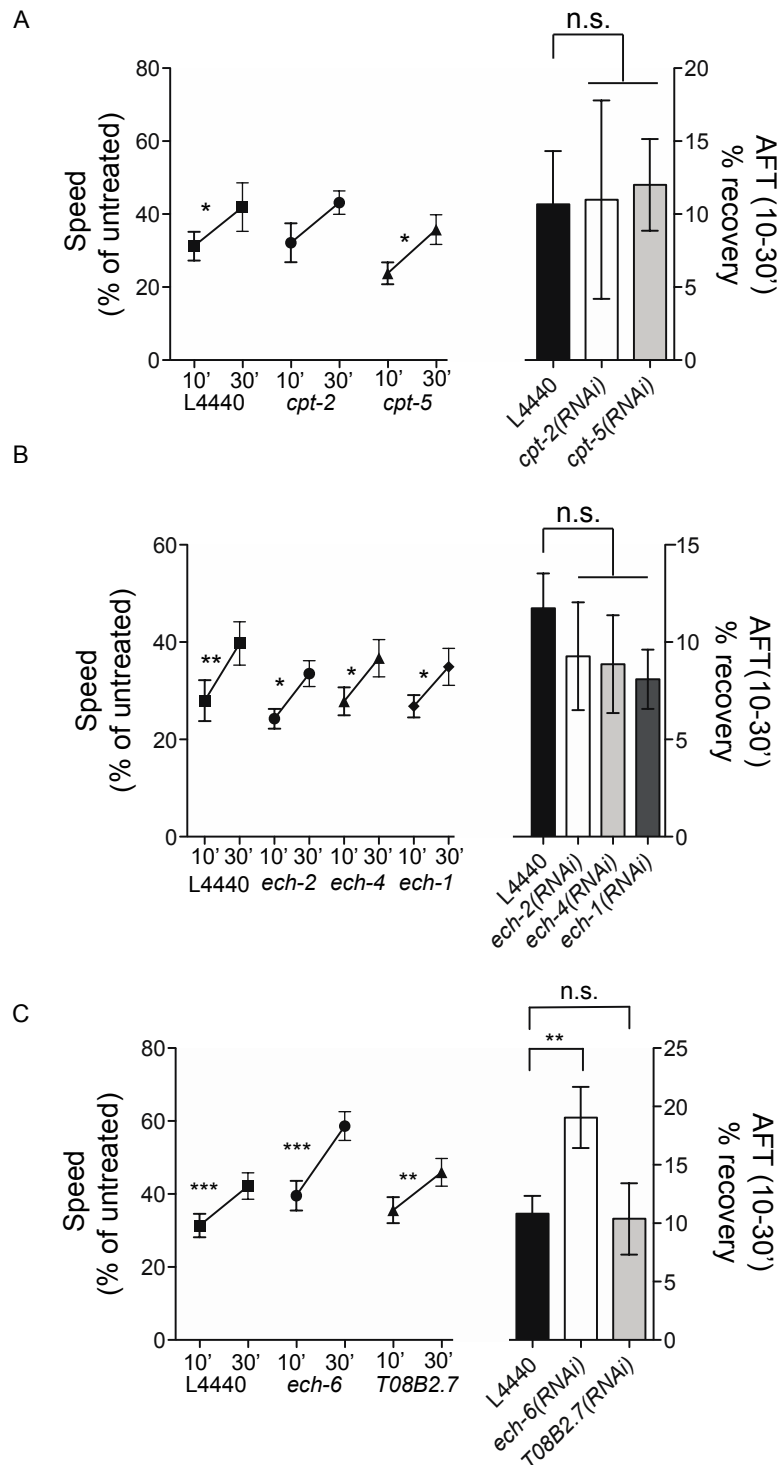 A
n.s.
80
60
40
20
0
Speed
(% of untreated)
*
*
10' 30' 10' 30' 10' 30'
L4440 cpt-2 cpt-5
20
15
10
5
0
AFT (10-30')
% recovery
L4440
cpt-2(RNAi)
cpt-5(RNAi)
B
n.s.
60
40
20
0
Speed
(% of untreated)
**
*
*
*
10' 30' 10' 30' 10' 30' 10' 30'
L4440 ech-2 ech-4 ech-1
15
10
5
0
AFT(10-30')
% recovery
L4440
ech-2(RNAi)
ech-4(RNAi)
ech-1(RNAi)
C
n.s.
**
80
60
40
20
0
Speed
(% of untreated)
***
***
**
10' 30' 10' 30' 10' 30'
L4440 ech-6 T08B2.7
25
20
15
10
5
0
AFT (10-30')
% recovery
L4440
ech-6(RNAi)
T08B2.7(RNAi)